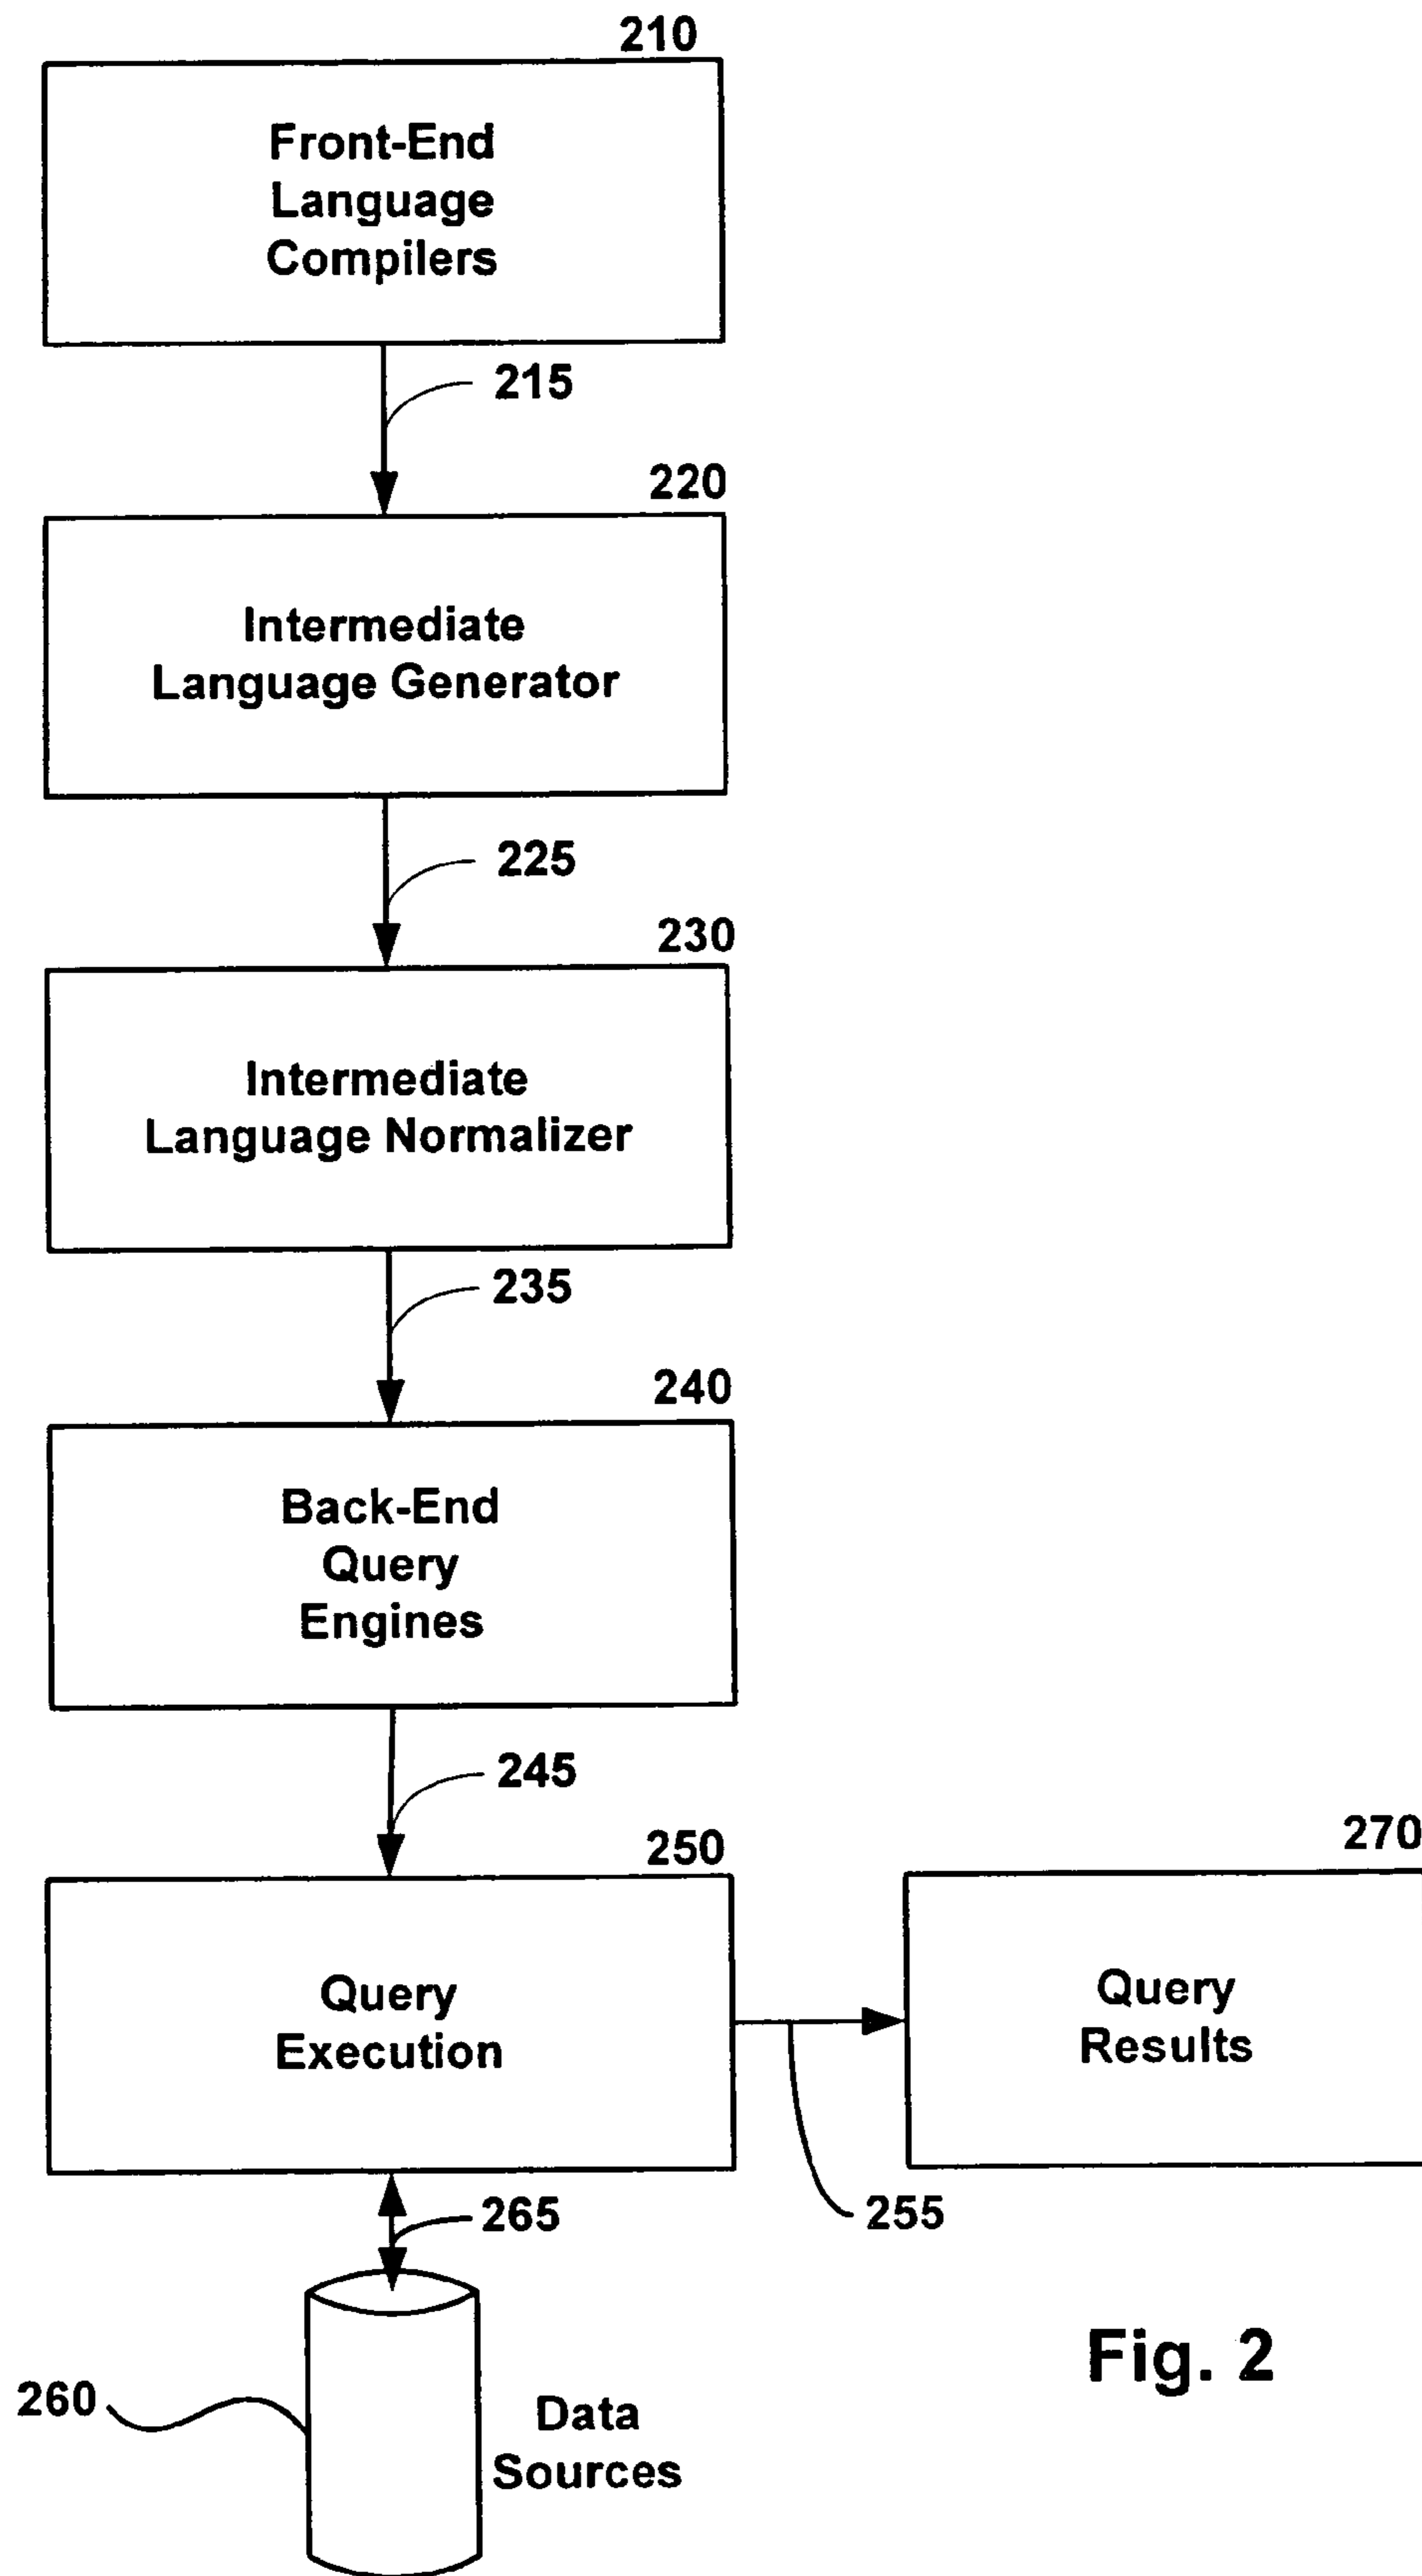 210
Front-End
Language
Compilers
215
220
Intermediate
Language Generator
225
230
Intermediate
Language Normalizer
235
240
Back-End
Query
Engines
245
250
270
Query
Execution
Query
Results
265
255
260
Data
Sources
Fig. 2